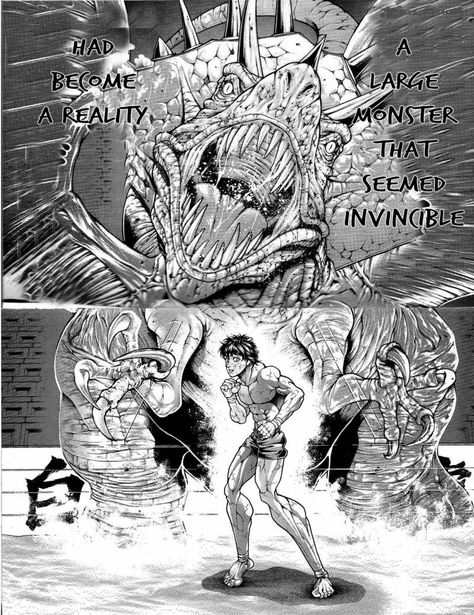 A
LARGE
MONSTER
THAT
SEEMED
INVINCIBLE
HAD
BECOME
A REALITY